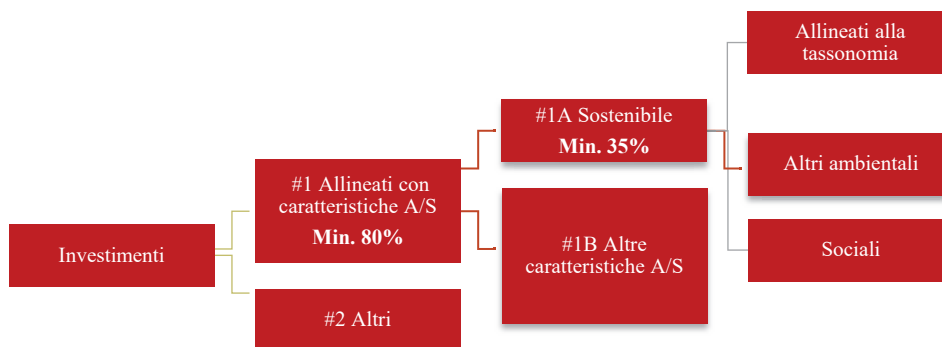 Investimenti
#1 Allineati con
caratteristiche A/S
Min. 80%
#2 Altri
#1A Sostenibile
Min. 35%
#1B Altre
caratteristiche A/S
Allineati alla
tassonomia
Altri ambientali
Sociali